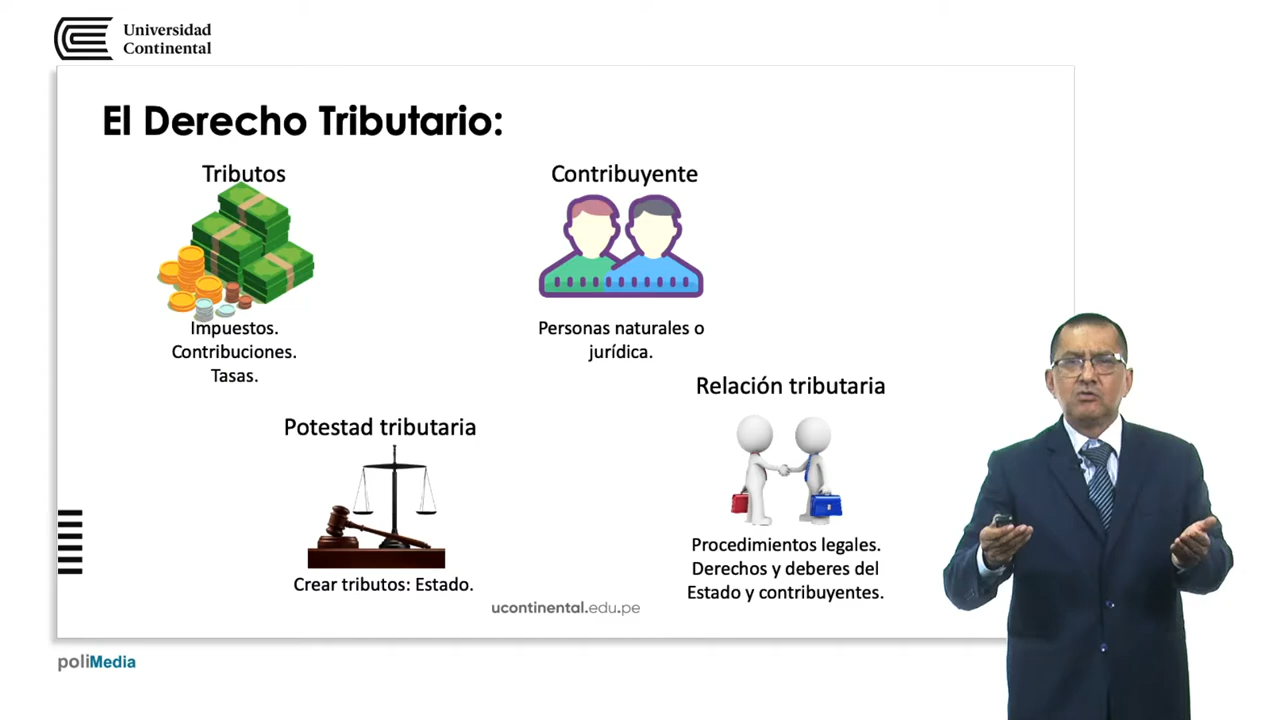 Universidad
Continental
El Derecho Tributario:
Tributos
Impuestos.
Contribuciones.
Tasas.
Contribuyente
Personas naturales o
jurídica.
Potestad tributaria
Crear tributos: Estado.
Relación tributaria
Procedimientos legales.
Derechos y deberes del
Estado y contribuyentes.
ucontinental.edu.pe
poliMedia